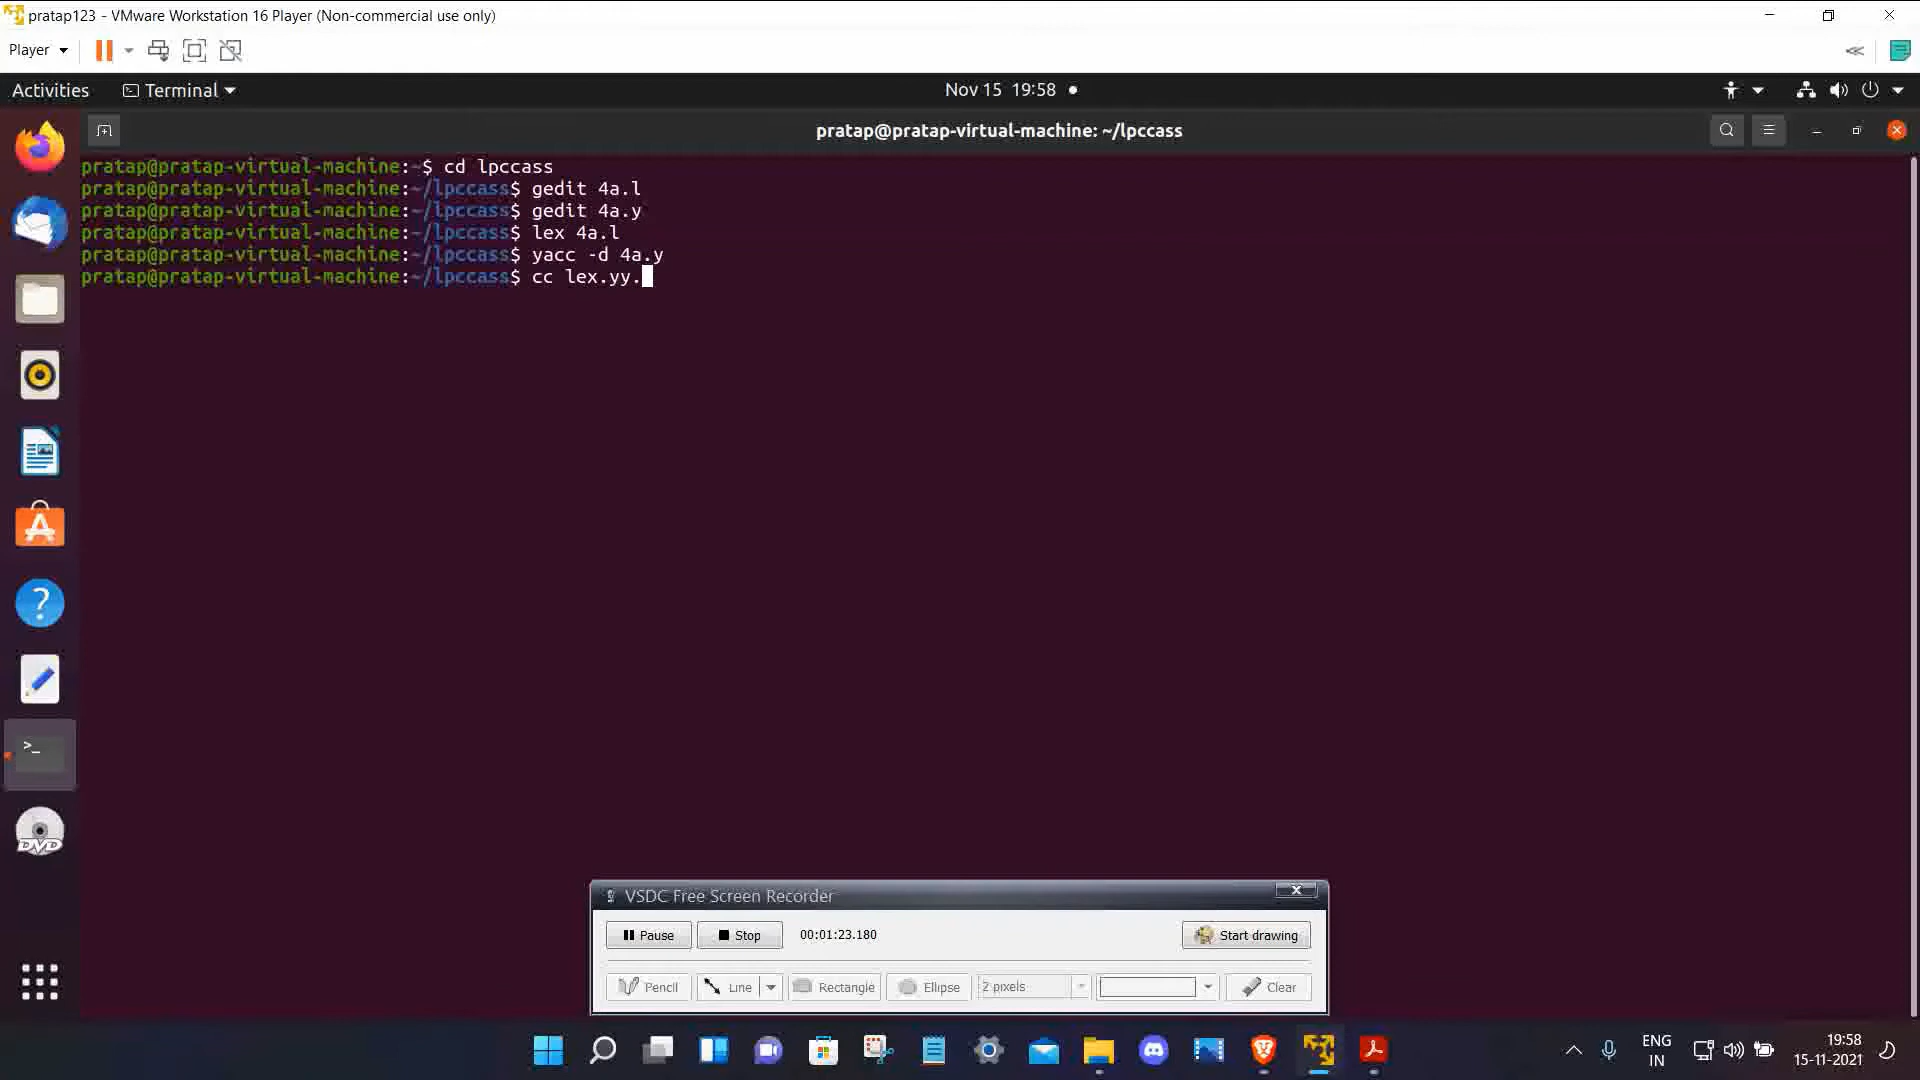 pratap123 - VMware Workstation 16 Player (Non-commercial use only)
Player
Activities
Terminal
Nov 15 19:58
pratap@pratap-virtual-machine: ~/lpccass
pratap@pratap-virtual-machine:~$ cd lpccass
pratap@pratap-virtual-machine:~/lpccass$ gedit 4a.l
pratap@pratap-virtual-machine:~/lpccass$ gedit 4a.y
pratap@pratap-virtual-machine:~/lpccass$ lex 4a.l
pratap@pratap-virtual-machine:~/lpccass$ yacc -d 4a.y
pratap@pratap-virtual-machine:~/lpccass$ cc lex.yy.
DVD
VSDC Free Screen Recorder
Pause
Stop
00:01:23.180
Start drawing
Pencil
Line
Rectangle
Ellipse
2 pixels
Clear
ENG
IN
19:58
15-11-2021